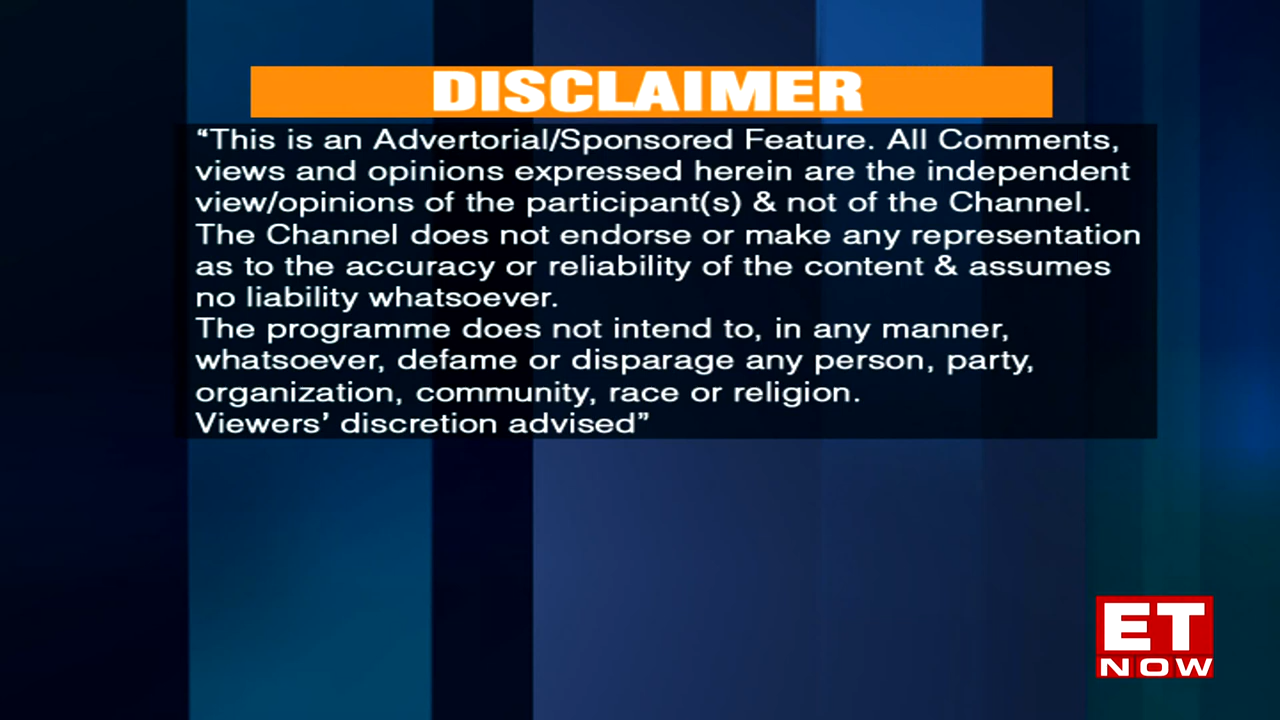 DISCLAIMER
“This is an Advertorial/Sponsored Feature. All Comments,
views and opinions expressed herein are the independent
view/opinions of the participant(s) & not of the Channel.
The Channel does not endorse or make any representation
as to the accuracy or reliability of the content & assumes
no liability whatsoever.
The programme does not intend to, in any manner,
whatsoever, defame or disparage any person, party,
organization, community, race or religion.
Viewers’ discretion advised”
ET
NOW